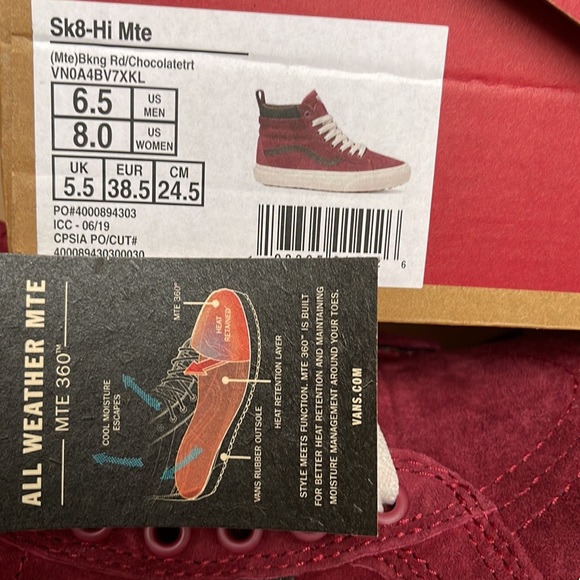 Sk8-Hi Mte
(Mte)Bkng Rd/Chocolatetrt
VN0A4BV7XKL
6.5 US MEN
8.0 US WOMEN
UK EUR CM
5.5 38.5 24.5
PO#4000894303
ICC - 06/19
CPSIA PO/CUT#
400089430300030
6
ALL WEATHER MTE
MTE 360™
COOL MOISTURE
ESCAPES
MTE 360°
HEAT
RETAINED
VANS RUBBER OUTSOLE
HEAT RETENTION LAYER
STYLE MEETS FUNCTION. MTE 360° IS BUILT
FOR BETTER HEAT RETENTION AND MAINTAINING
MOISTURE MANAGEMENT AROUND YOUR TOES.
VANS.COM